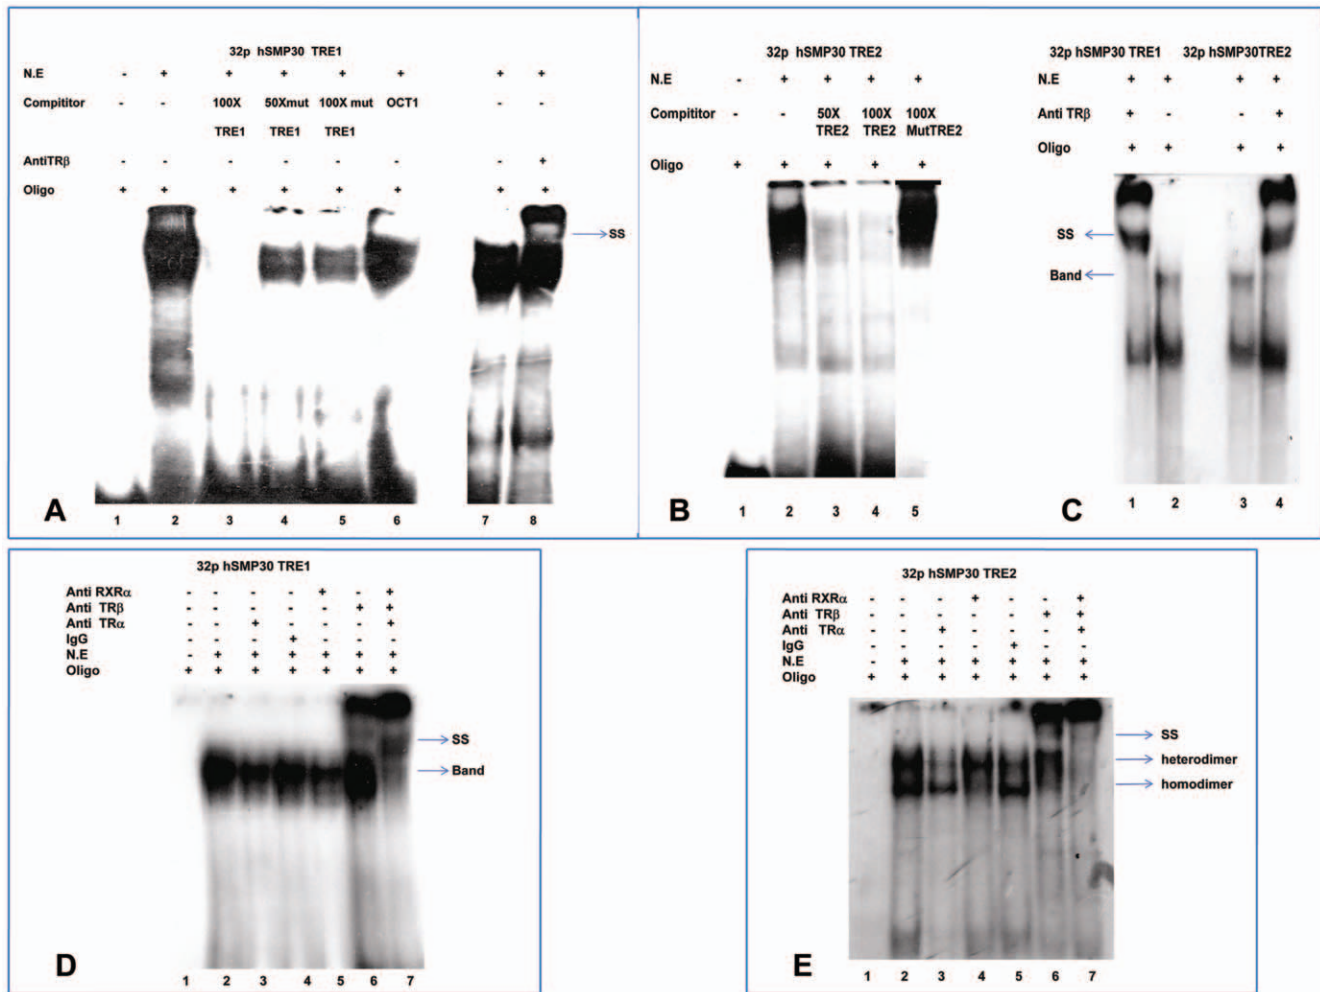 32p hSMP30 TRE1
N.E - + + + + + + +
Compititor - - 100X 50Xmut 100X mut OCT1 - -
TRE1 TRE1 TRE1
AntiTRβ - - - - - - - +
Oligo + + + + + + + +
SS
A
1 2 3 4 5 6 7 8
32p hSMP30 TRE2
N.E - + + + +
Compititor - - 50X 100X 100X
TRE2 TRE2 MutTRE2
Oligo + + + + +
B
1 2 3 4 5
32p hSMP30 TRE1 32p hSMP30TRE2
N.E + + + +
Anti TRβ + - - +
Oligo + + + +
SS
Band
C
1 2 3 4
32p hSMP30 TRE1
Anti RXRα - - - - + - +
Anti TRβ - - - - - + +
Anti TRα - - + - - - +
IgG - - - + - - -
N.E - + + + + + +
Oligo + + + + + + +
SS
Band
D
1 2 3 4 5 6 7
32p hSMP30 TRE2
Anti RXRα - - - + - - +
Anti TRβ - - - - - + +
Anti TRα - - + - - - +
IgG - - - - + - -
N.E - + + + + + +
Oligo + + + + + + +
SS
heterodimer
homodimer
E
1 2 3 4 5 6 7